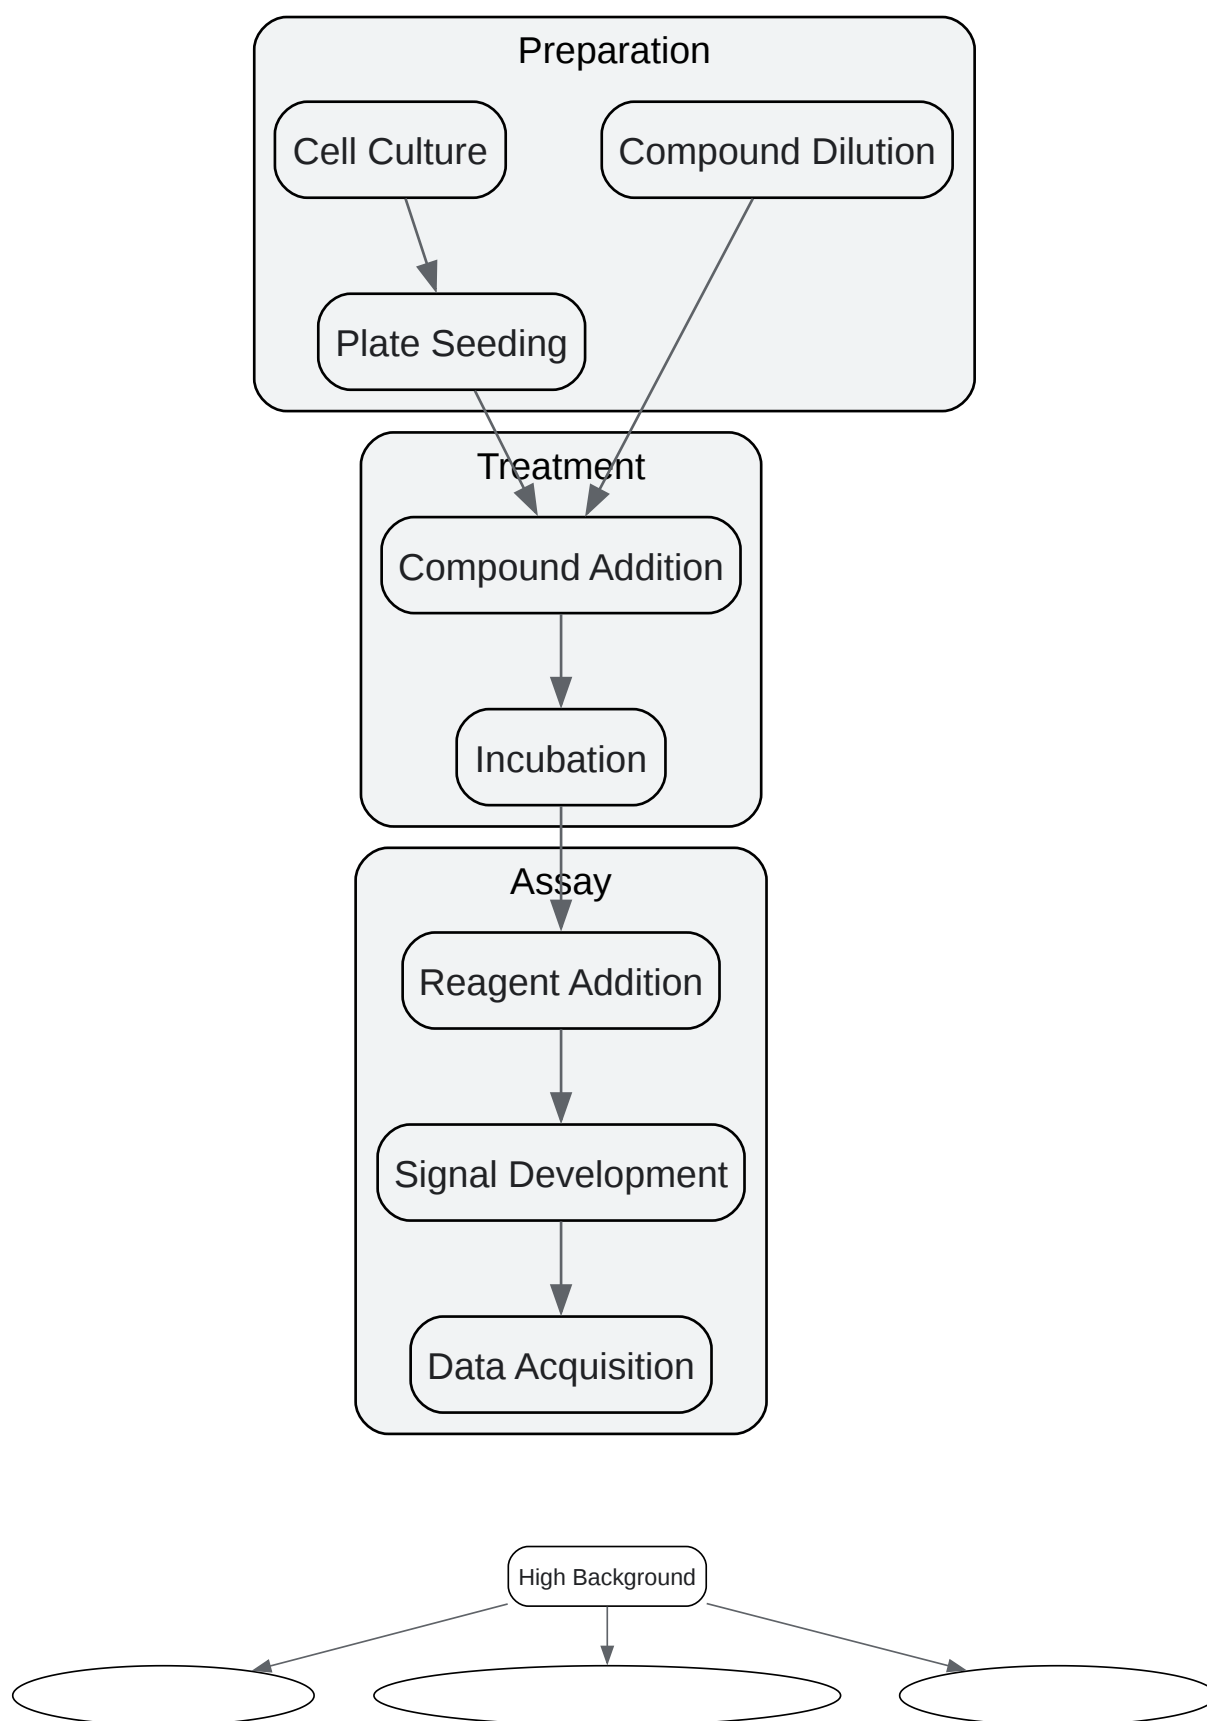 Preparation
Cell Culture
Compound Dilution
Plate Seeding
Treatment
Compound Addition
Incubation
Assay
Reagent Addition
Signal Development
Data Acquisition
High Background